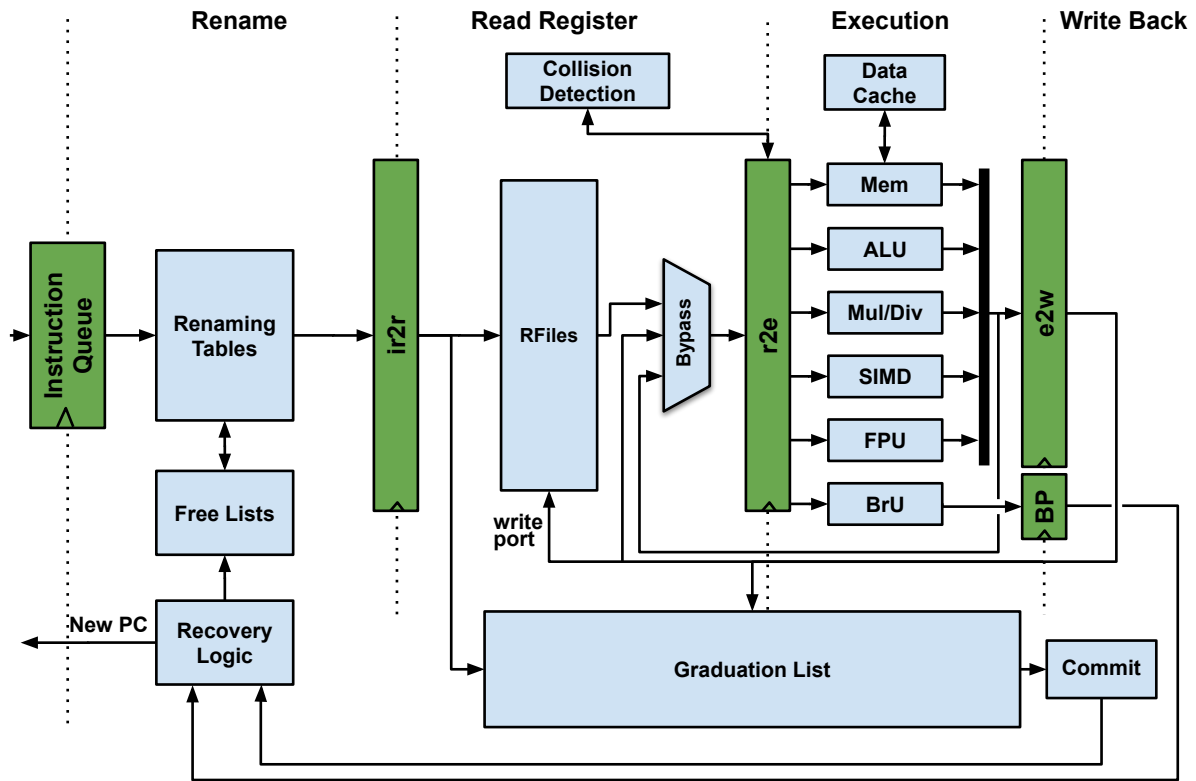 Rename
Read Register
Execution
Write Back
Collision
Detection
Data
Cache
Instruction
Queue
Renaming
Tables
ir2r
RFiles
Bypass
r2e
Mem
ALU
Mul/Div
SIMD
FPU
BrU
e2w
BP
Free Lists
write
port
New PC
Recovery
Logic
Graduation List
Commit